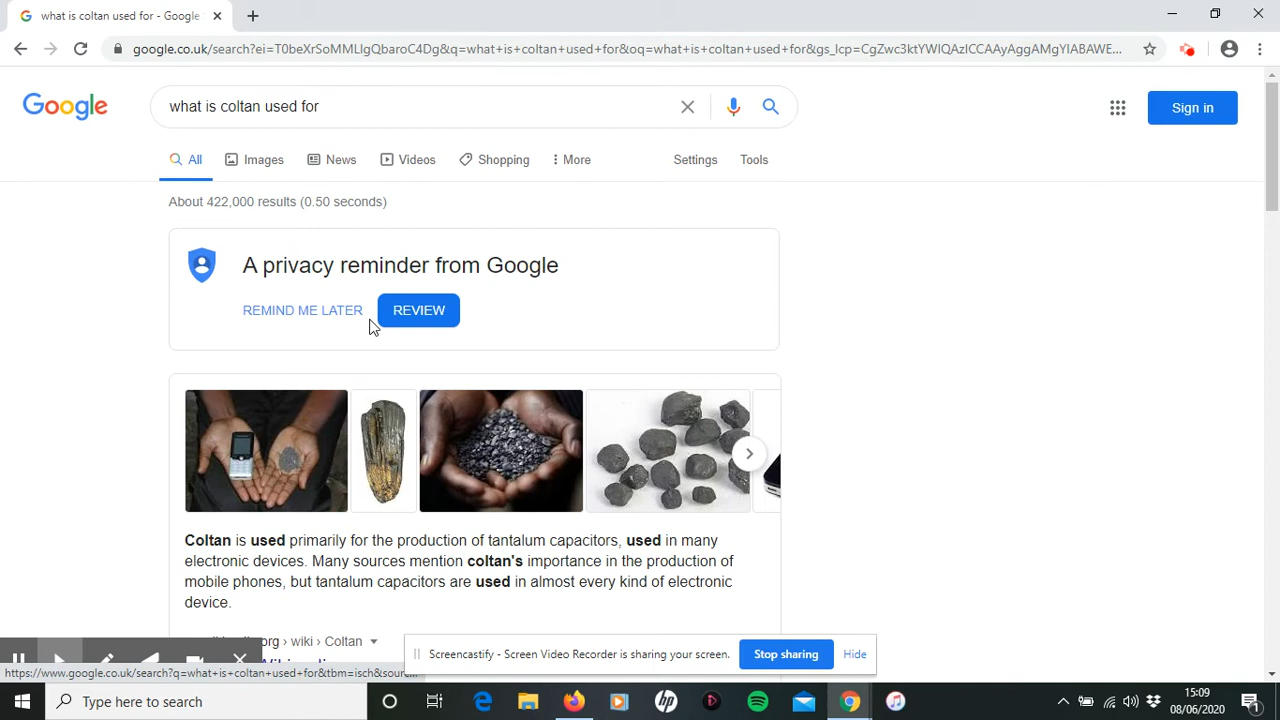 what is coltan used for - Google
google.co.uk/search?ei=T0beXrSoMMLIgQbaroC4Dg&q=what+is+coltan+used+for&oq=what+is+coltan+used+for&gs_lcp=CgZwc3ktYWIQAzICCAAyAggAMgYIABAWE...
Google
what is coltan used for
Sign in
All Images News Videos Shopping More Settings Tools
About 422,000 results (0.50 seconds)
A privacy reminder from Google
REMIND ME LATER REVIEW
Coltan is used primarily for the production of tantalum capacitors, used in many
electronic devices. Many sources mention coltan's importance in the production of
mobile phones, but tantalum capacitors are used in almost every kind of electronic
device.
› wiki › Coltan
Screencastify - Screen Video Recorder is sharing your screen. Stop sharing Hide
https://www.google.co.uk/search?q=what+is+coltan+used+for&tbm=isch&sourc...
Type here to search
15:09
08/06/2020